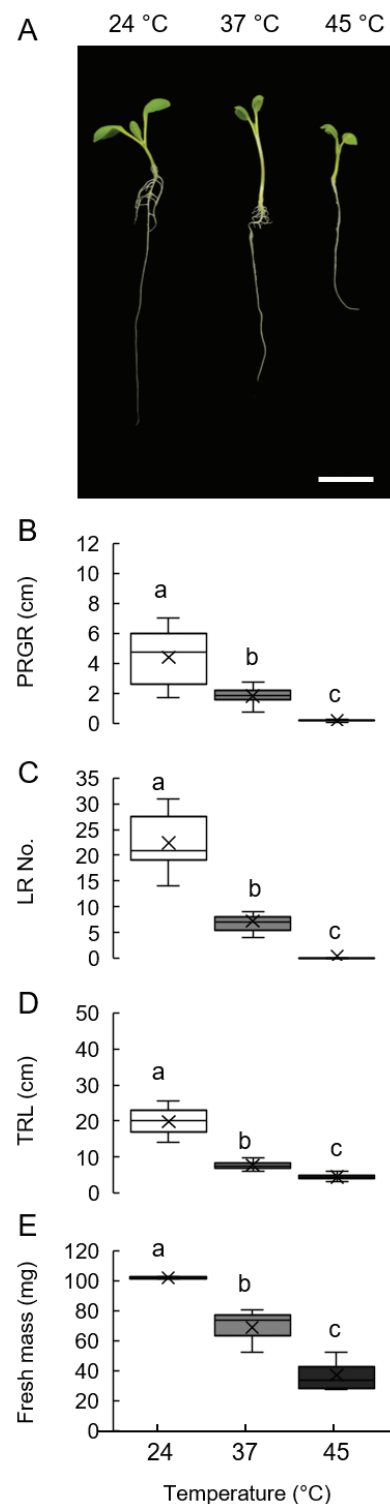 A
24 °C 37 °C 45 °C
B
PRGR (cm)
12
10
8
6
4
2
0
a
b
c
C
LR No.
35
30
25
20
15
10
5
0
a
b
c
D
TRL (cm)
50
40
30
20
10
0
a
b
c
E
Fresh mass (mg)
120
100
80
60
40
20
0
a
b
c
24 37 45
Temperature (°C)